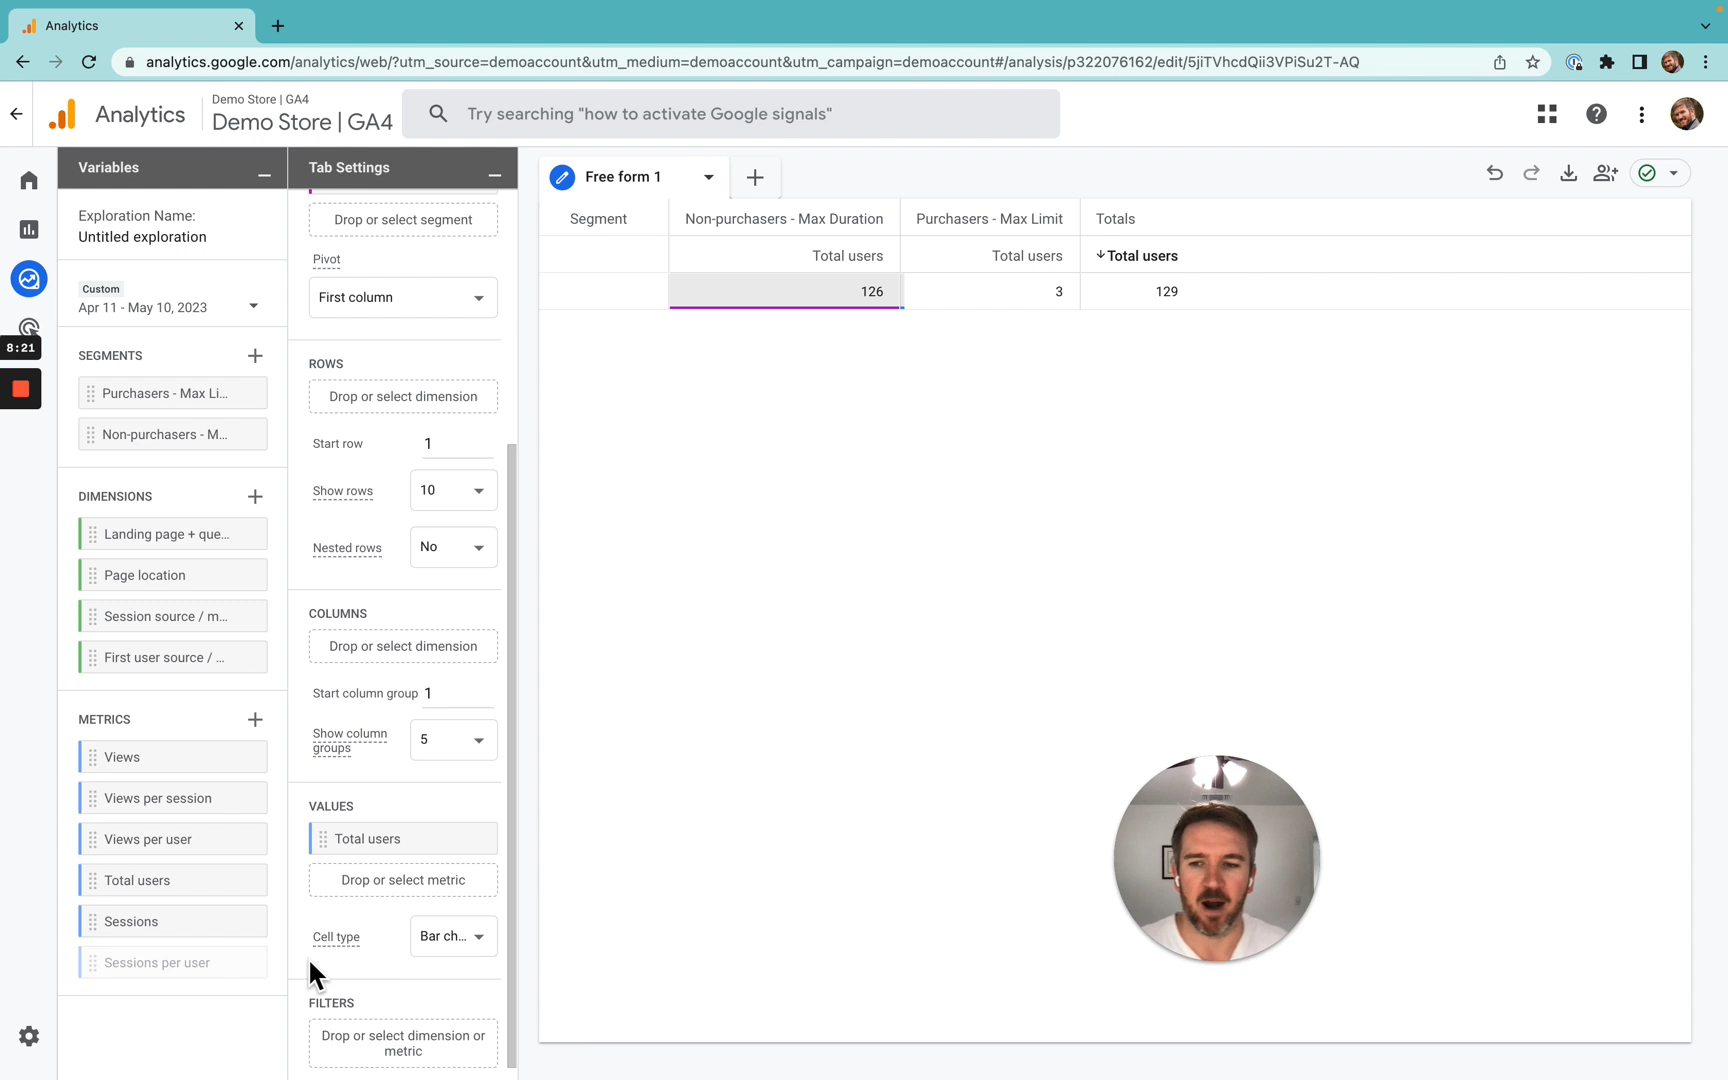 Analytics
analytics.google.com/analytics/web/?utm_source=demoaccount&utm_medium=demoaccount&utm_campaign=demoaccount#/analysis/p322076162/edit/5jiTVhcdQii3VPiSu2T-AQ
Analytics
Demo Store | GA4
Demo Store | GA4
Try searching "how to activate Google signals"
Variables
Exploration Name:
Untitled exploration
Custom
Apr 11 - May 10, 2023
8:21
SEGMENTS
Purchasers - Max Li...
Non-purchasers - M...
DIMENSIONS
Landing page + que...
Page location
Session source / m...
First user source / ...
METRICS
Views
Views per session
Views per user
Total users
Sessions
Sessions per user
Tab Settings
Drop or select segment
Pivot
First column
ROWS
Drop or select dimension
Start row 1
Show rows 10
Nested rows No
COLUMNS
Drop or select dimension
Start column group 1
Show column
groups 5
VALUES
Total users
Drop or select metric
Cell type Bar ch...
FILTERS
Drop or select dimension or
metric
Free form 1
Segment Non-purchasers - Max Duration Purchasers - Max Limit Totals
Total users Total users ↓Total users
126 3 129